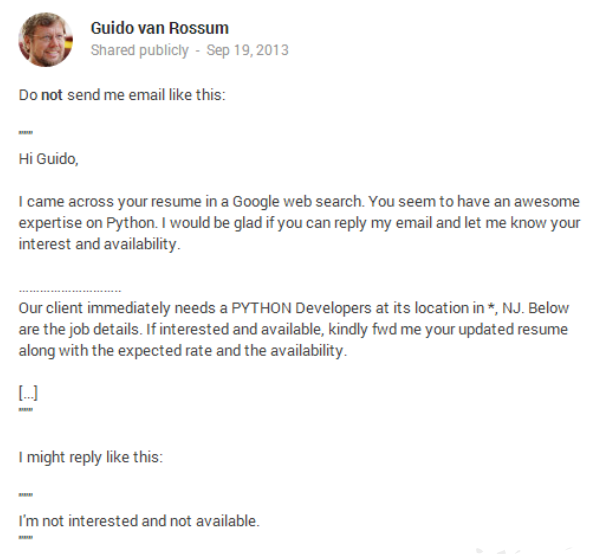 Guido van Rossum
Shared publicly - Sep 19, 2013
Do not send me email like this:
"""
Hi Guido,
I came across your resume in a Google web search. You seem to have an awesome
expertise on Python. I would be glad if you can reply my email and let me know your
interest and availability.
.............................
Our client immediately needs a PYTHON Developers at its location in *, NJ. Below
are the job details. If interested and available, kindly fwd me your updated resume
along with the expected rate and the availability.
[...]
"""
I might reply like this:
"""
I'm not interested and not available.
"""